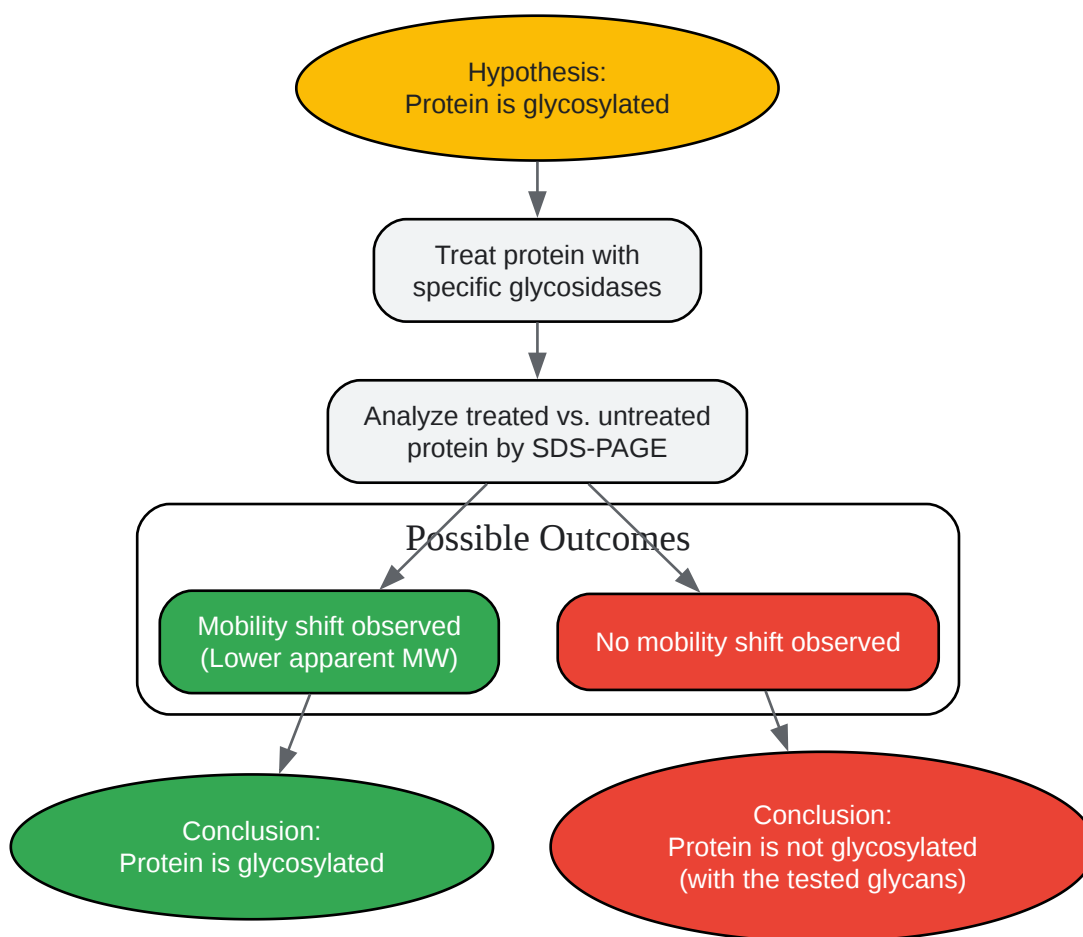 Hypothesis:
Protein is glycosylated
Treat protein with
specific glycosidases
Analyze treated vs. untreated
protein by SDS-PAGE
Possible Outcomes
Mobility shift observed
(Lower apparent MW)
No mobility shift observed
Conclusion:
Protein is glycosylated
Conclusion:
Protein is not glycosylated
(with the tested glycans)